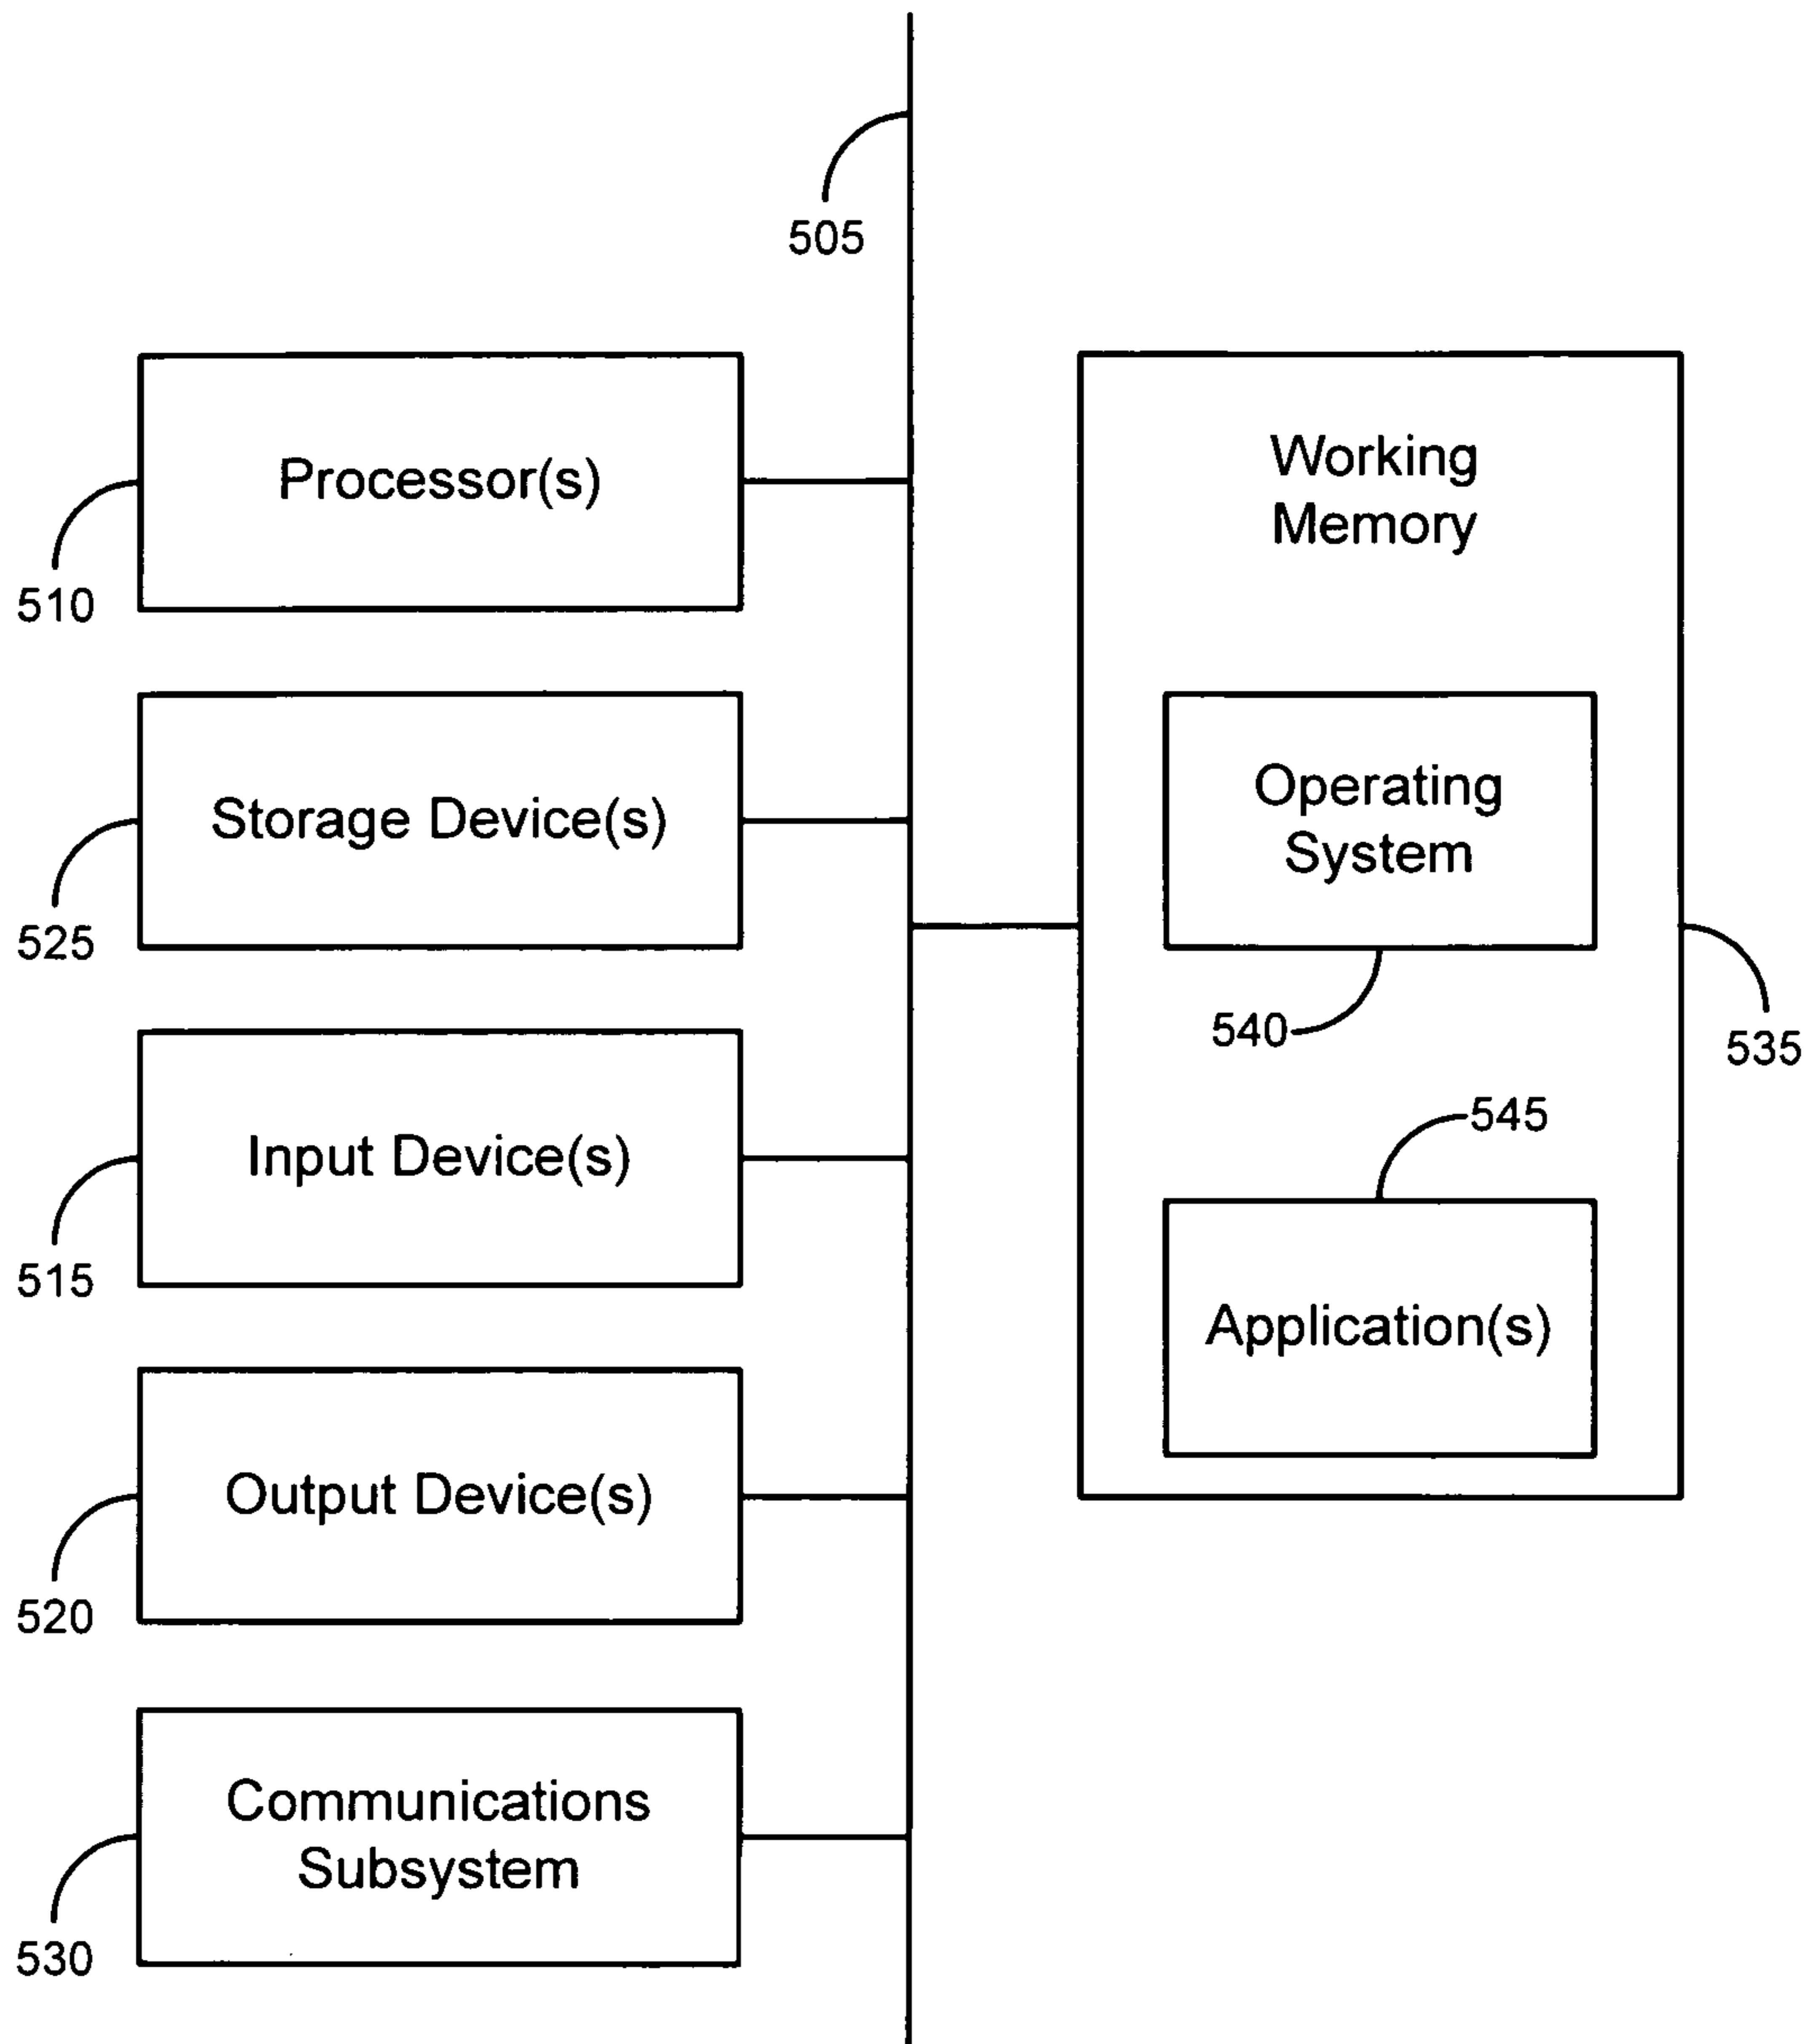 505
Processor(s)
510
Working
Memory
Storage Device(s)
525
Operating
System
540
535
Input Device(s)
515
545
Application(s)
Output Device(s)
520
Communications
Subsystem
530